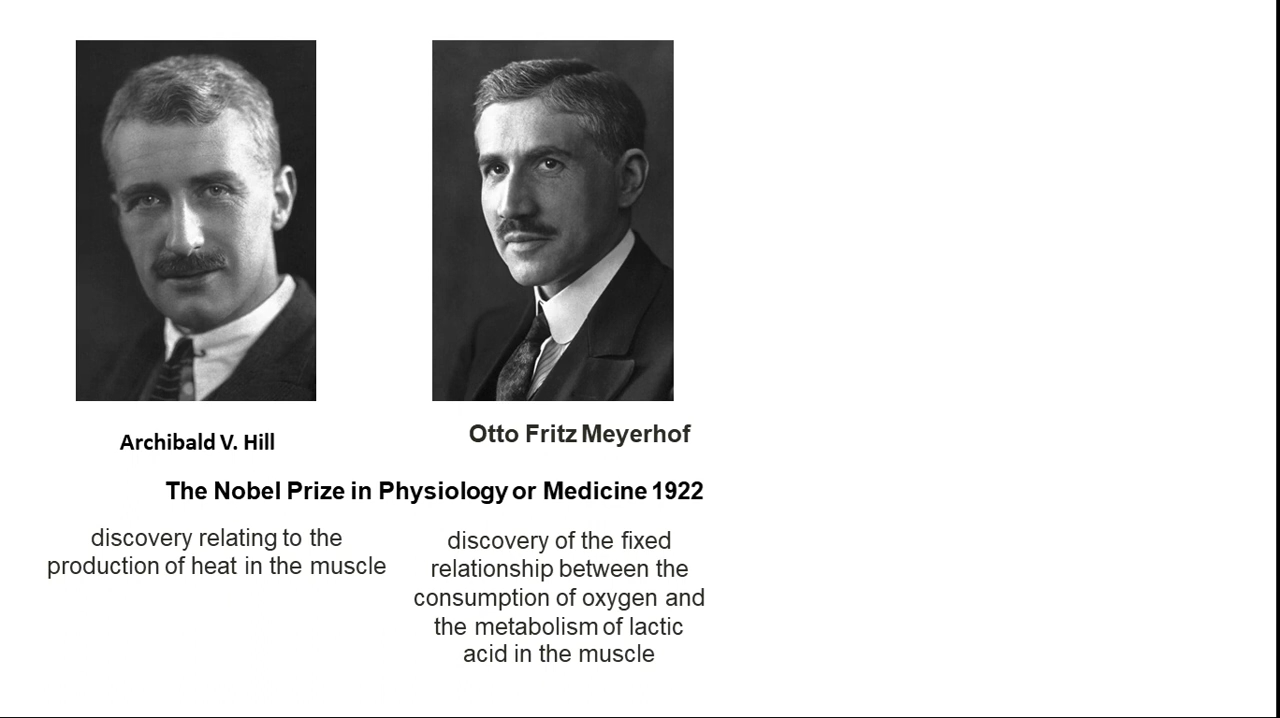 Archibald V. Hill
Otto Fritz Meyerhof
The Nobel Prize in Physiology or Medicine 1922
discovery relating to the
production of heat in the muscle
discovery of the fixed
relationship between the
consumption of oxygen and
the metabolism of lactic
acid in the muscle